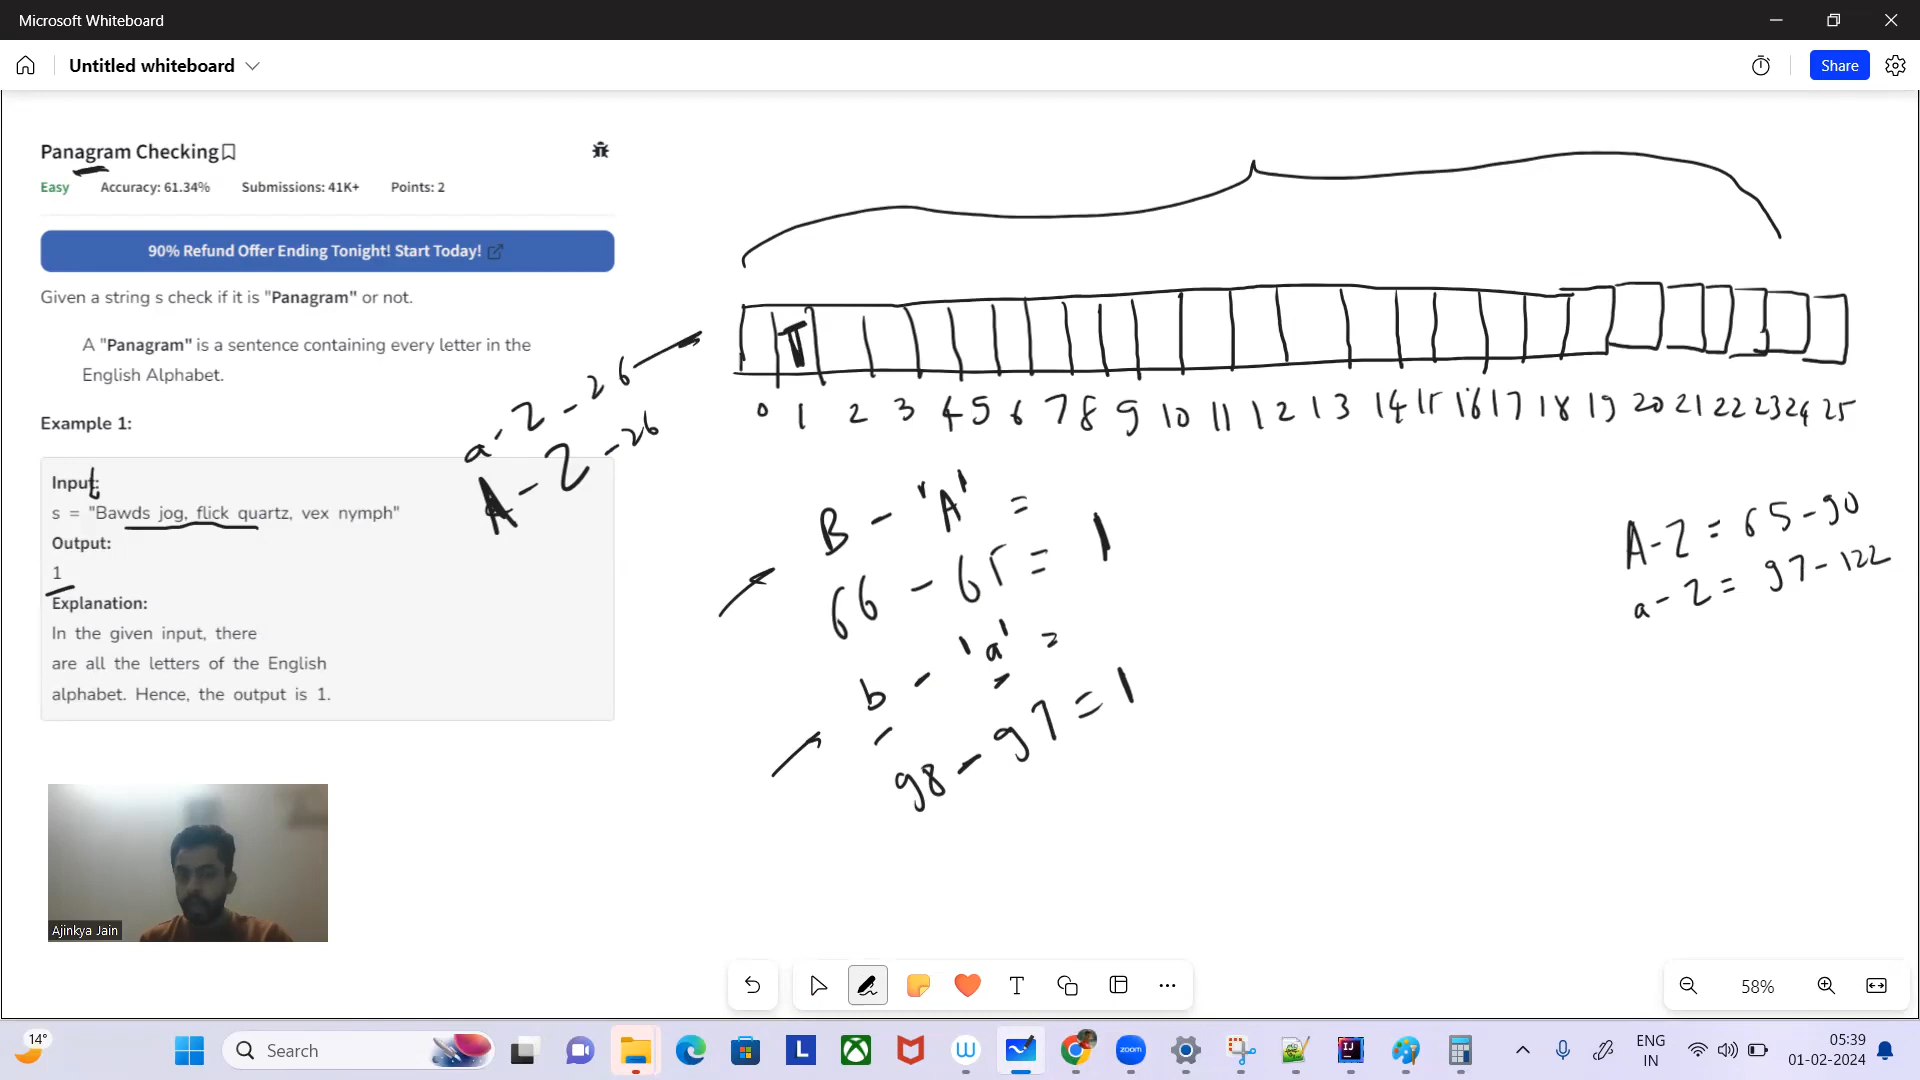 Microsoft Whiteboard
Untitled whiteboard
Share
Panagram Checking
Easy Accuracy: 61.34% Submissions: 41K+ Points: 2
90% Refund Offer Ending Tonight! Start Today!
Given a string s check if it is "Panagram" or not.
A "Panagram" is a sentence containing every letter in the
English Alphabet.
Example 1:
Input:
s = "Bawds jog, flick quartz, vex nymph"
Output:
1
Explanation:
In the given input, there
are all the letters of the English
alphabet. Hence, the output is 1.
a - z - 26
A - Z - 26
T
0 1 2 3 4 5 6 7 8 9 10 11 12 13 14 15 16 17 18 19 20 21 22 23 24 25
B - 'A' =
66 - 65 = 1
b - 'a' =
98 - 97 = 1
A-Z = 65-90
a-z = 97-122
Ajinkya Jain
58%
14°
Search
L
zoom
IJ
ENG
IN
05:39
01-02-2024